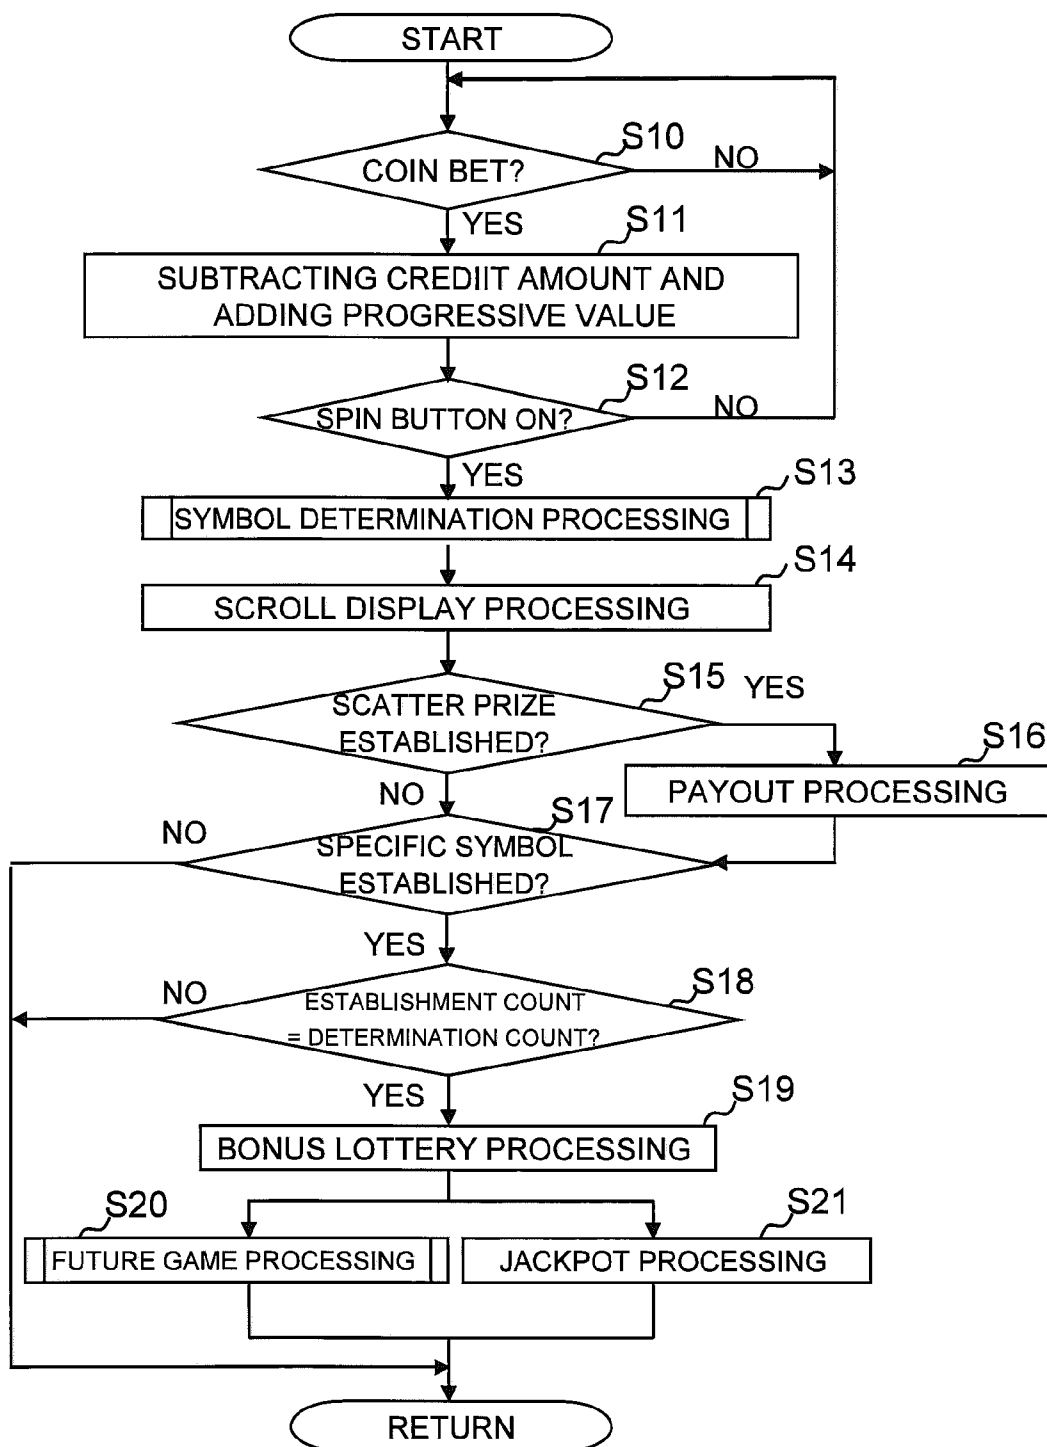 START
S10
COIN BET?
NO
YES
S11
SUBTRACTING CREDIIT AMOUNT AND
ADDING PROGRESSIVE VALUE
S12
SPIN BUTTON ON?
NO
YES
S13
SYMBOL DETERMINATION PROCESSING
S14
SCROLL DISPLAY PROCESSING
S15
YES
SCATTER PRIZE
ESTABLISHED?
S16
PAYOUT PROCESSING
NO
S17
NO
SPECIFIC SYMBOL
ESTABLISHED?
YES
S18
NO
ESTABLISHMENT COUNT
= DETERMINATION COUNT?
YES
S19
BONUS LOTTERY PROCESSING
S20
S21
FUTURE GAME PROCESSING
JACKPOT PROCESSING
RETURN